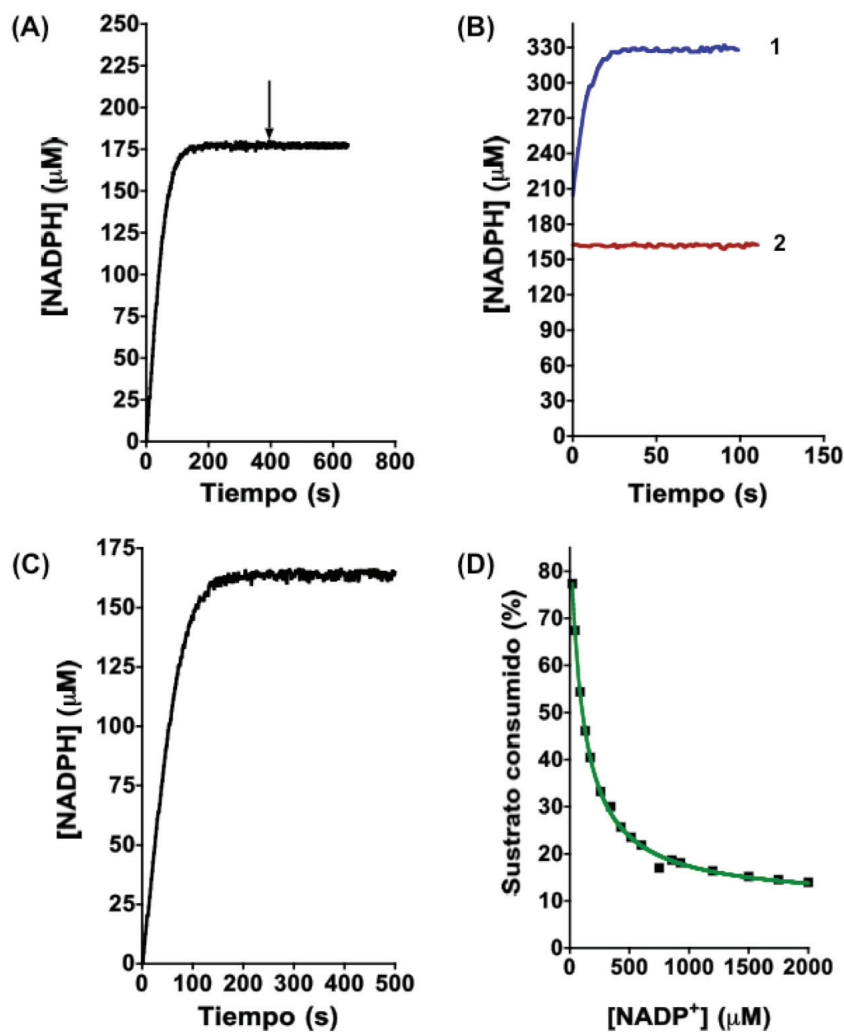 (A)
[NADPH] (µM)
250
225
200
175
150
125
100
75
50
25
0
0 200 400 600 800
Tiempo (s)
(B)
[NADPH] (µM)
330
300
270
240
210
180
150
120
90
60
30
0
1
2
0 50 100 150
Tiempo (s)
(C)
[NADPH] (µM)
175
150
125
100
75
50
25
0
0 100 200 300 400 500
Tiempo (s)
(D)
Sustrato consumido (%)
80
70
60
50
40
30
20
10
0
0 500 1000 1500 2000
[NADP+] (µM)